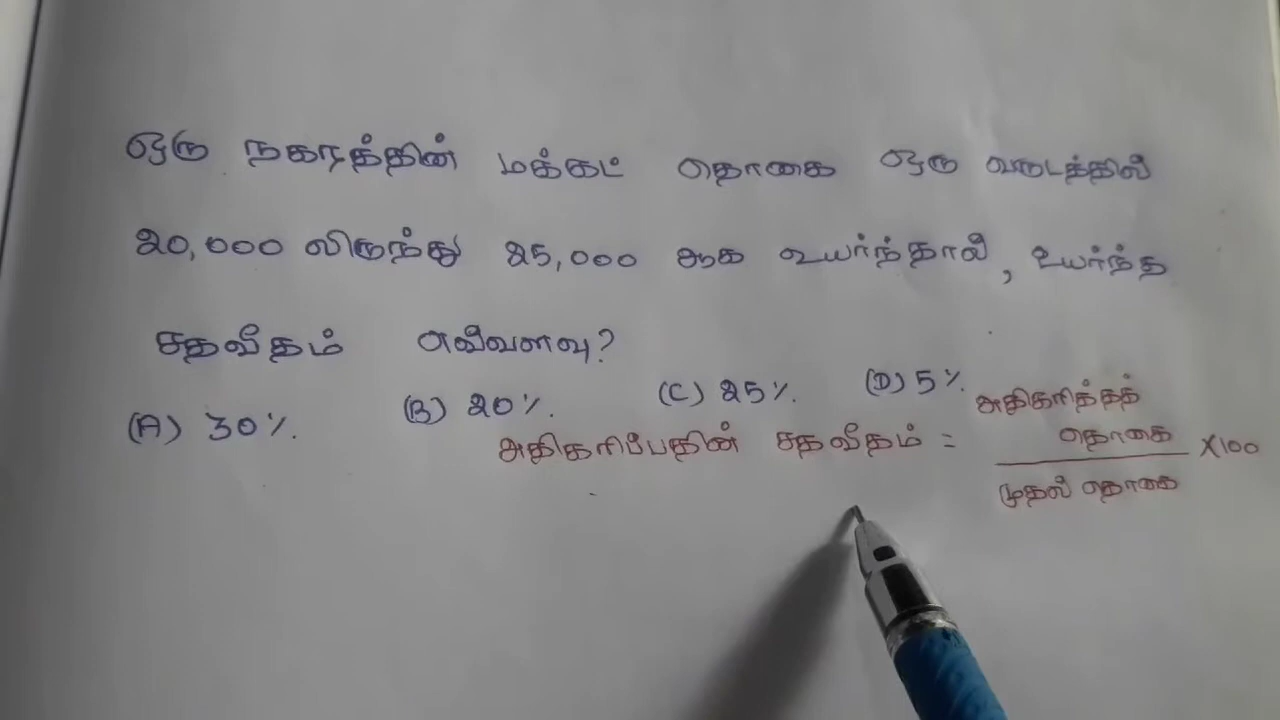 ஒரு நகரத்தின் மக்கட் தொகை ஒரு வருடத்தில்
20,000 லிருந்து 25,000 ஆக உயர்ந்தால், உயர்ந்த
சதவீதம் எவ்வளவு?
(A) 30%. (B) 20%. (C) 25%. (D) 5%.
அதிகரிப்பதின் சதவீதம் = அதிகரித்தத்
தொகை X100
முதல் தொகை